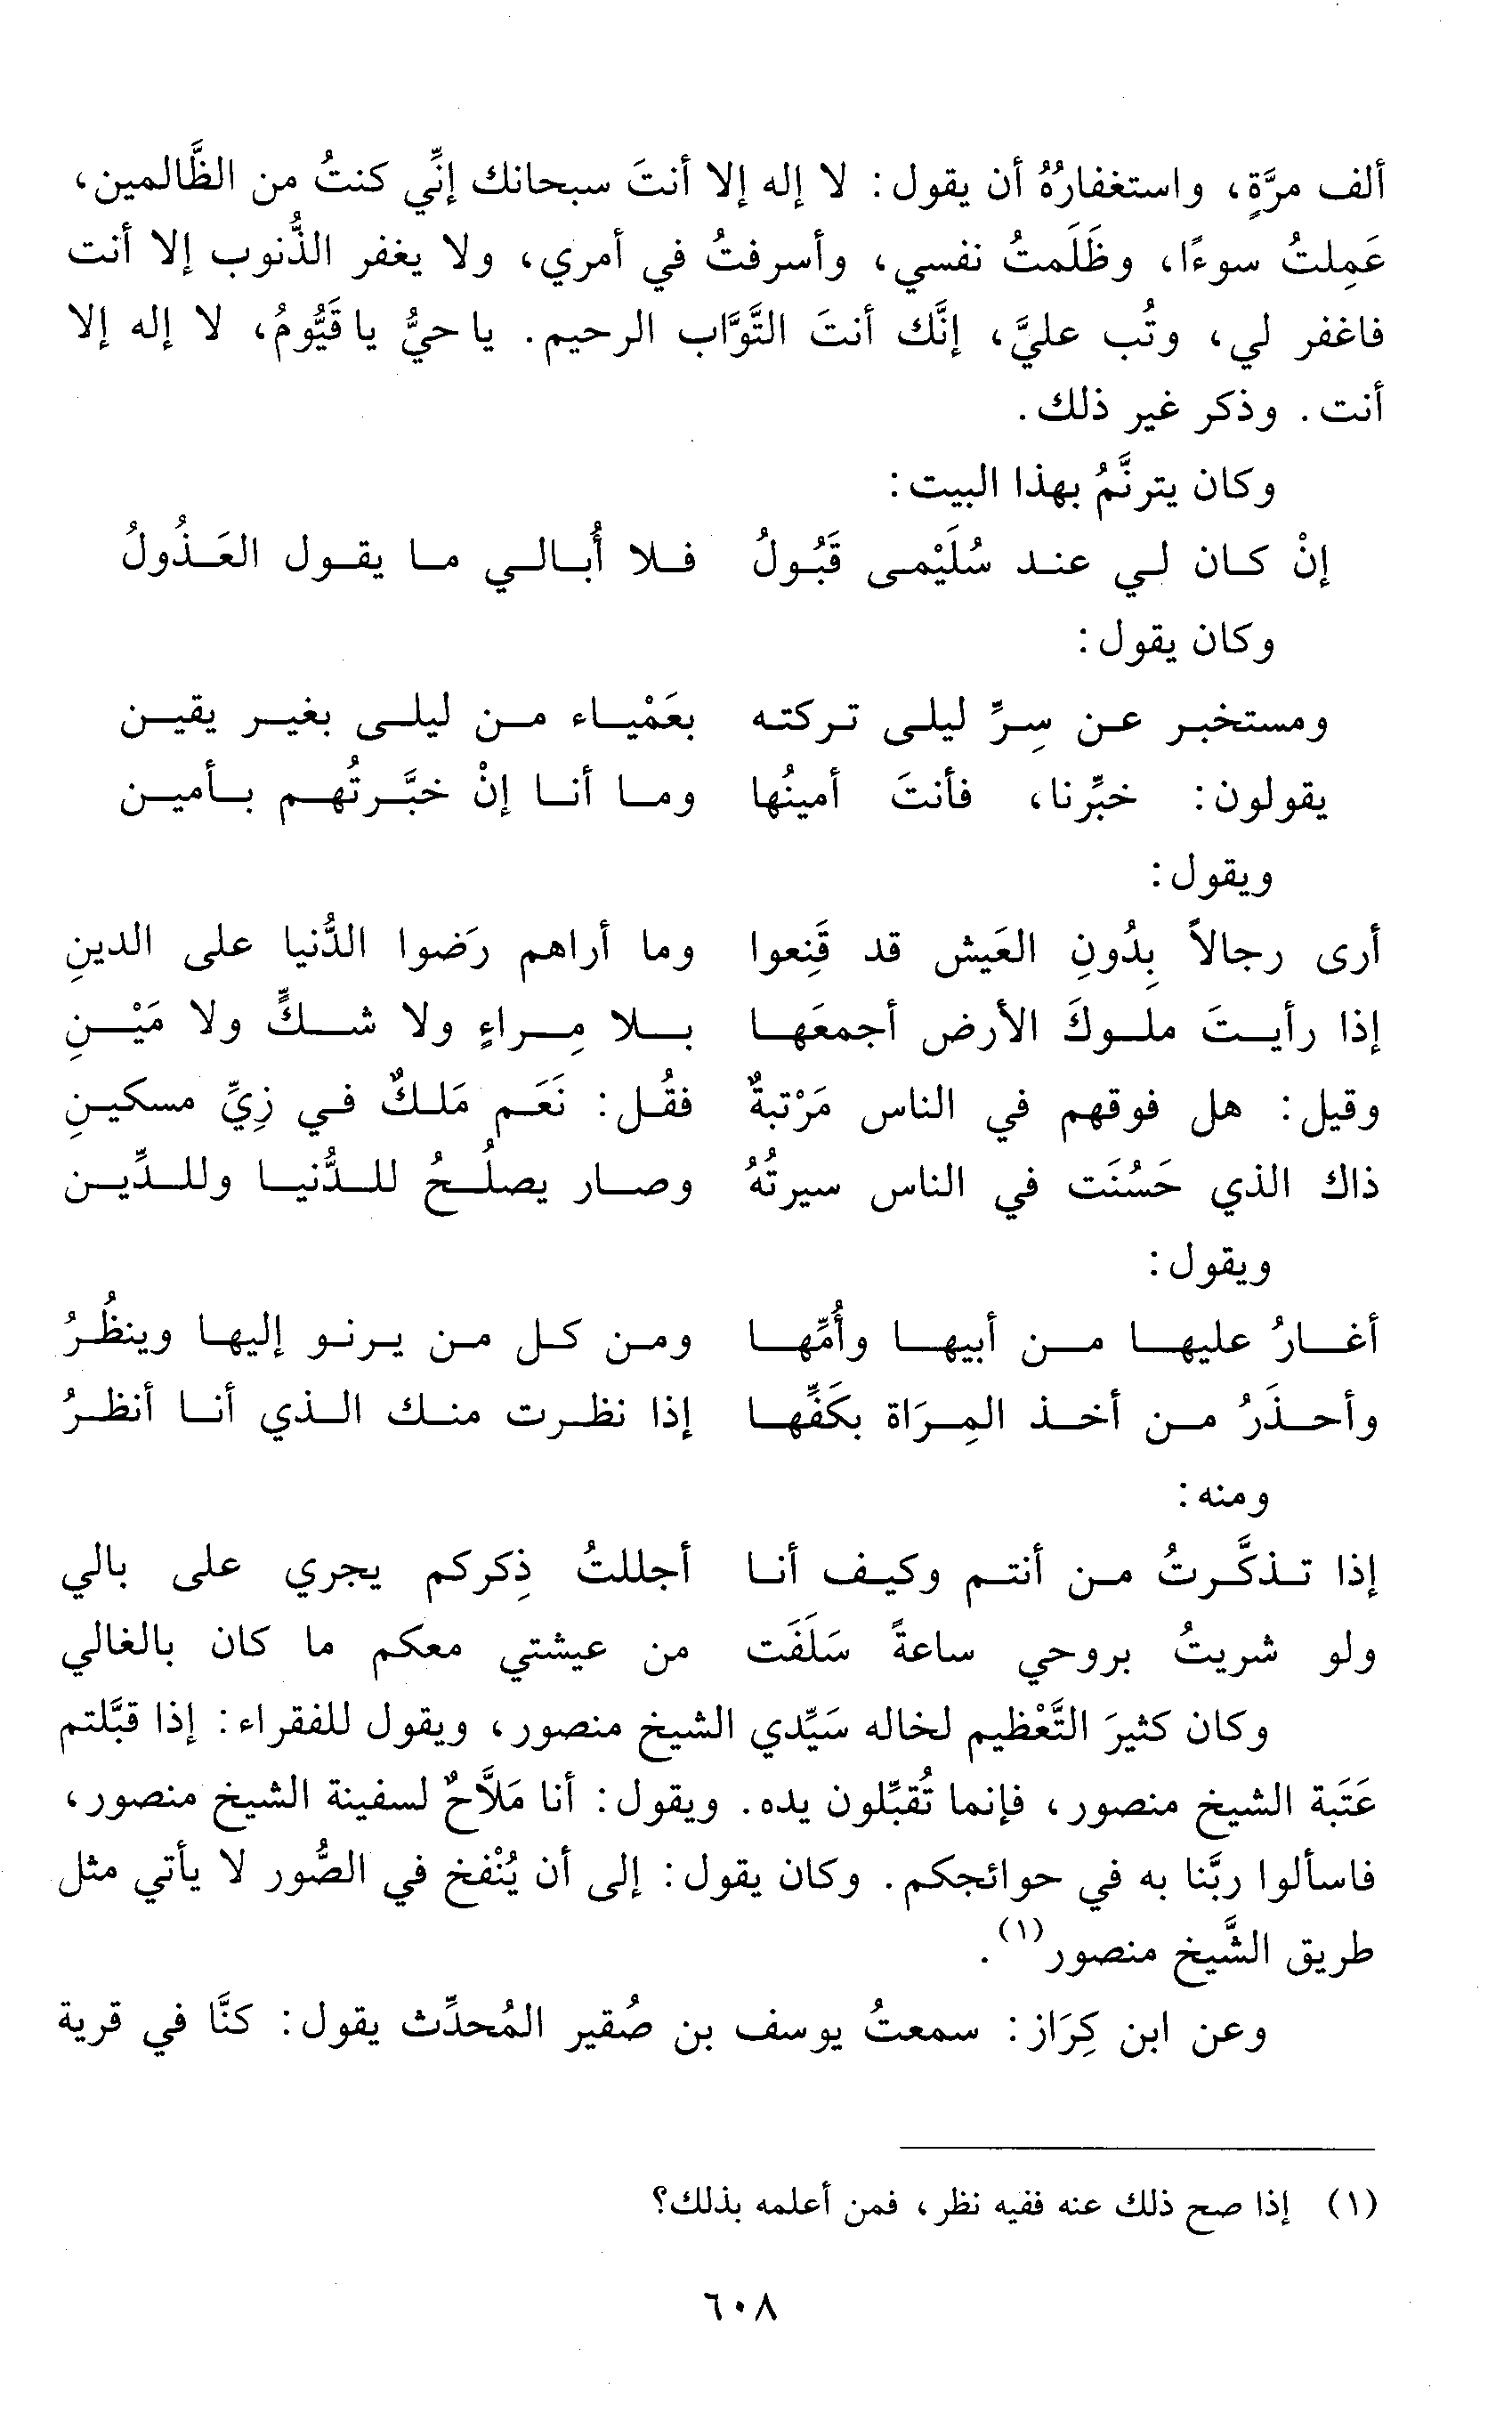 ألف مرَّةٍ، واستغفارُهُ أن يقول: لا إله إلا أنتَ سبحانك إنِّي كنتُ من الظَّالمين،
عَمِلتُ سوءًا، وظَلَمتُ نفسي، وأسرفتُ في أمري، ولا يغفر الذُّنوب إلا أنت
فاغفر لي، وتُب عليَّ، إنَّك أنتَ التَّوَّاب الرحيم. يا حيُّ يا قَيُّومُ، لا إله إلا
أنت. وذكر غير ذلك.
وكان يترنَّمُ بهذا البيت:
إنْ كان لي عند سُلَيْمى قَبُولُ فلا أُبالي ما يقول العَذُولُ
وكان يقول:
ومستخبر عن سِرِّ ليلى تركته بعَمْياء من ليلى بغير يقين
يقولون: خبِّرنا، فأنتَ أمينُها وما أنا إنْ خبَّرتُهم بأمين
ويقول:
أرى رجالاً بِدُونِ العَيش قد قَنِعوا وما أراهم رَضوا الدُّنيا على الدينِ
إذا رأيتَ ملوكَ الأرض أجمعَها بلا مِراءٍ ولا شكٍّ ولا مَيْنِ
وقيل: هل فوقهم في الناس مَرْتبةٌ فقُل: نَعَم مَلكٌ في زِيِّ مسكينِ
ذاك الذي حَسُنَت في الناس سيرتُهُ وصار يصلُحُ للدُّنيا وللدِّين
ويقول:
أغارُ عليها من أبيها وأُمِّها ومن كل من يرنو إليها وينظُرُ
وأحذَرُ من أخذ المِرَاة بكَفِّها إذا نظرت منك الذي أنا أنظرُ
ومنه:
إذا تذكَّرتُ من أنتم وكيف أنا أجللتُ ذِكركم يجري على بالي
ولو شريتُ بروحي ساعةً سَلَفَت من عيشتي معكم ما كان بالغالي
وكان كثيرَ التَّعْظيم لخاله سَيِّدي الشيخ منصور، ويقول للفقراء: إذا قبَّلتم
عَتَبة الشيخ منصور، فإنما تُقبِّلون يده. ويقول: أنا مَلاَّحٌ لسفينة الشيخ منصور،
فاسألوا ربَّنا به في حوائجكم. وكان يقول: إلى أن يُنْفخ في الصُّور لا يأتي مثل
طريق الشَّيخ منصور(١).
وعن ابن كِرَاز: سمعتُ يوسف بن صُقير المُحدِّث يقول: كنَّا في قرية
(١) إذا صح ذلك عنه ففيه نظر، فمن أعلمه بذلك؟
٦٠٨